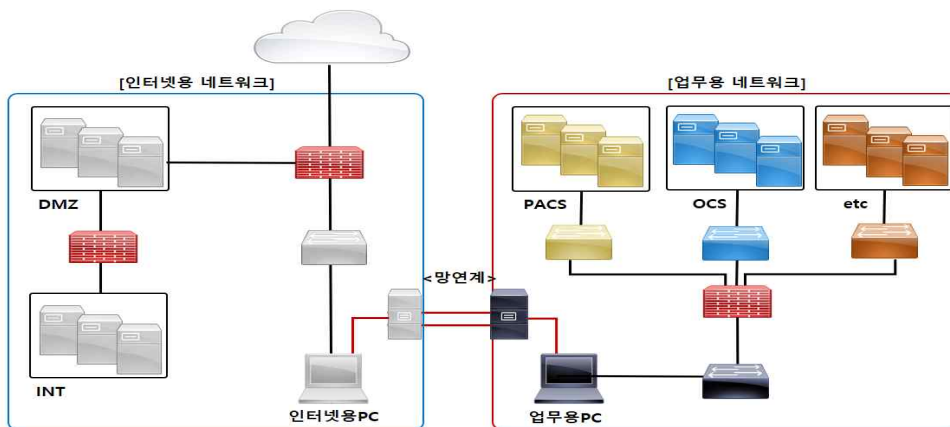 [인터넷용 네트워크]
[업무용 네트워크]
DMZ
PACS
OCS
etc
<망연계>
INT
인터넷용PC
업무용PC